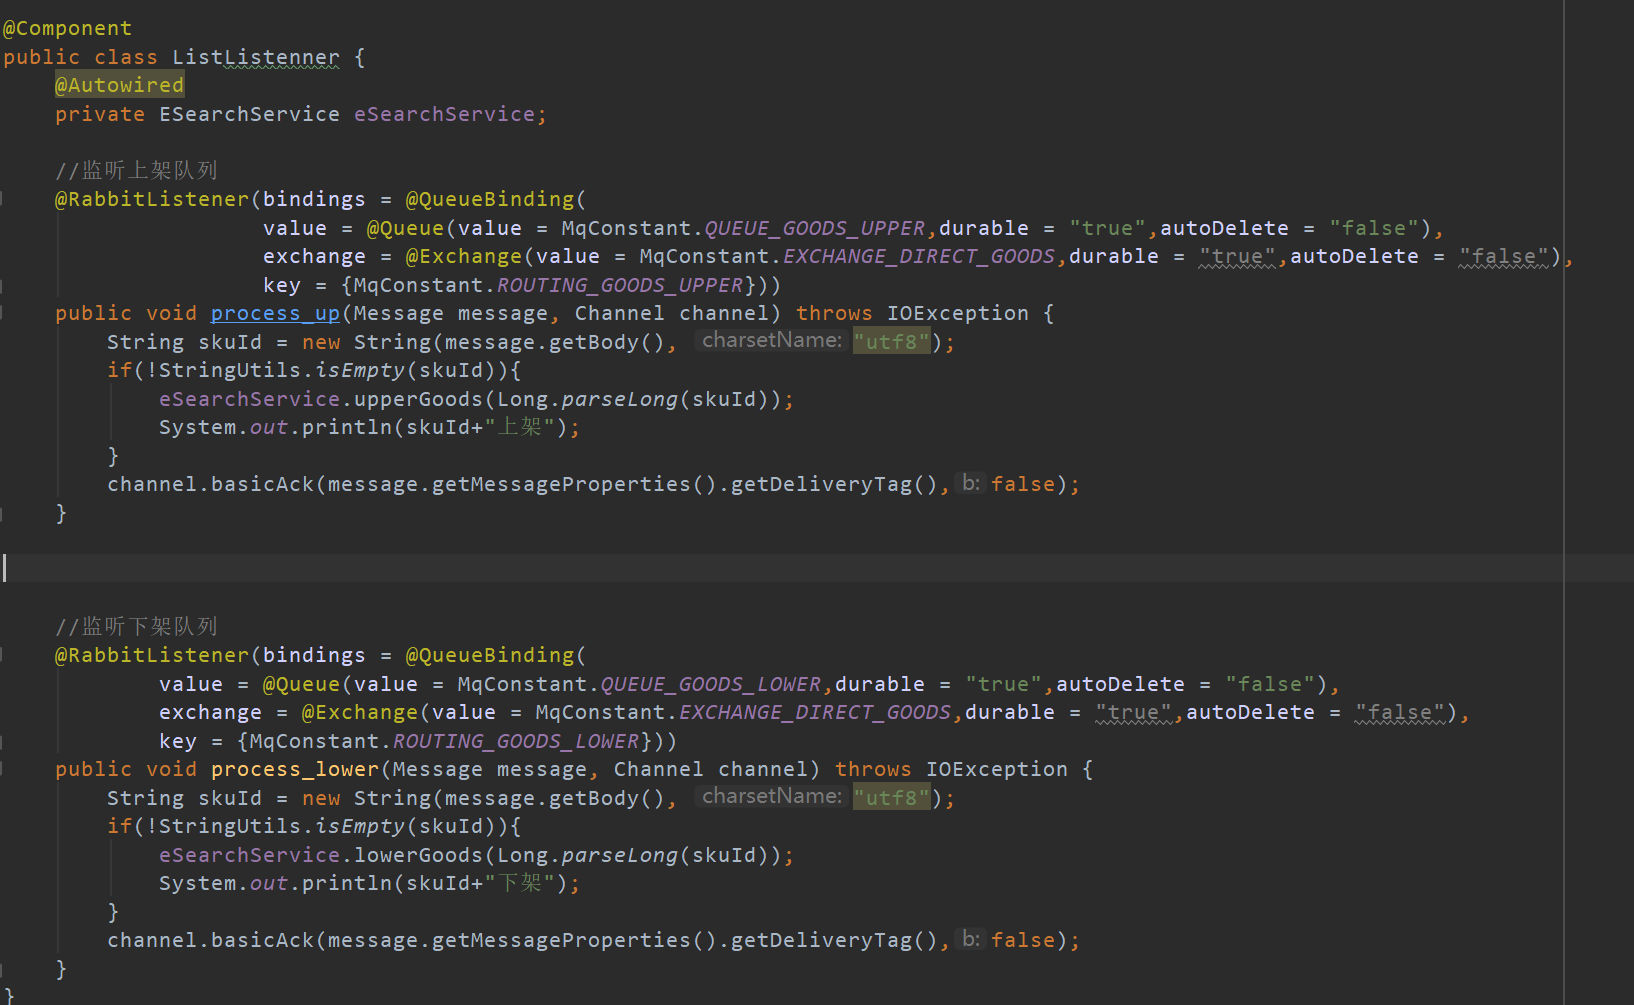 @Component
public class ListListenner {
@Autowired
private ESearchService eSearchService;
//监听上架队列
@RabbitListener(bindings = @QueueBinding(
value = @Queue(value = MqConstant.QUEUE_GOODS_UPPER,durable = "true",autoDelete = "false"),
exchange = @Exchange(value = MqConstant.EXCHANGE_DIRECT_GOODS,durable = "true",autoDelete = "false"),
key = {MqConstant.ROUTING_GOODS_UPPER}))
public void process_up(Message message, Channel channel) throws IOException {
String skuId = new String(message.getBody(), charsetName: "utf8");
if(!StringUtils.isEmpty(skuId)){
eSearchService.upperGoods(Long.parseLong(skuId));
System.out.println(skuId+"上架");
}
channel.basicAck(message.getMessageProperties().getDeliveryTag(), b: false);
}
//监听下架队列
@RabbitListener(bindings = @QueueBinding(
value = @Queue(value = MqConstant.QUEUE_GOODS_LOWER,durable = "true",autoDelete = "false"),
exchange = @Exchange(value = MqConstant.EXCHANGE_DIRECT_GOODS,durable = "true",autoDelete = "false"),
key = {MqConstant.ROUTING_GOODS_LOWER}))
public void process_lower(Message message, Channel channel) throws IOException {
String skuId = new String(message.getBody(), charsetName: "utf8");
if(!StringUtils.isEmpty(skuId)){
eSearchService.lowerGoods(Long.parseLong(skuId));
System.out.println(skuId+"下架");
}
channel.basicAck(message.getMessageProperties().getDeliveryTag(), b: false);
}
}